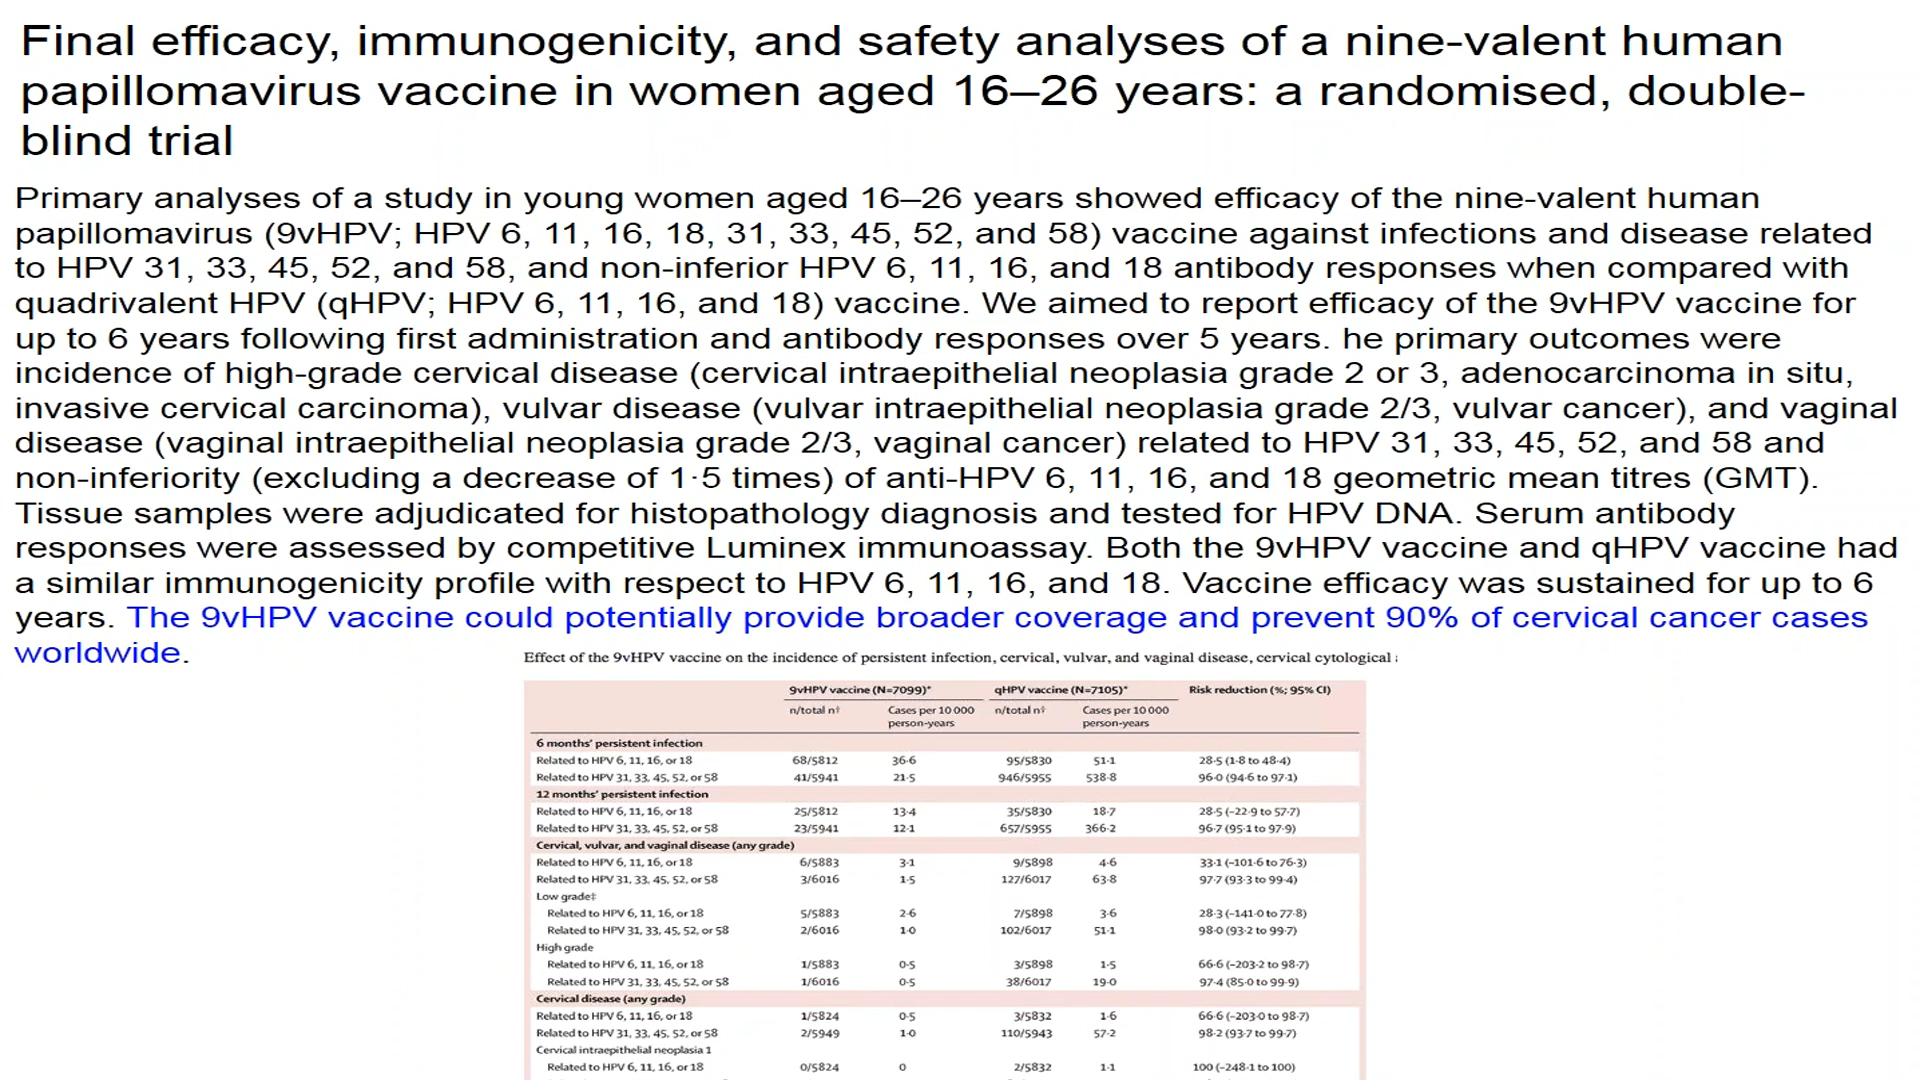 Final efficacy, immunogenicity, and safety analyses of a nine-valent human
papillomavirus vaccine in women aged 16–26 years: a randomised, double-
blind trial
Primary analyses of a study in young women aged 16–26 years showed efficacy of the nine-valent human
papillomavirus (9vHPV; HPV 6, 11, 16, 18, 31, 33, 45, 52, and 58) vaccine against infections and disease related
to HPV 31, 33, 45, 52, and 58, and non-inferior HPV 6, 11, 16, and 18 antibody responses when compared with
quadrivalent HPV (qHPV; HPV 6, 11, 16, and 18) vaccine. We aimed to report efficacy of the 9vHPV vaccine for
up to 6 years following first administration and antibody responses over 5 years. he primary outcomes were
incidence of high-grade cervical disease (cervical intraepithelial neoplasia grade 2 or 3, adenocarcinoma in situ,
invasive cervical carcinoma), vulvar disease (vulvar intraepithelial neoplasia grade 2/3, vulvar cancer), and vaginal
disease (vaginal intraepithelial neoplasia grade 2/3, vaginal cancer) related to HPV 31, 33, 45, 52, and 58 and
non-inferiority (excluding a decrease of 1·5 times) of anti-HPV 6, 11, 16, and 18 geometric mean titres (GMT).
Tissue samples were adjudicated for histopathology diagnosis and tested for HPV DNA. Serum antibody
responses were assessed by competitive Luminex immunoassay. Both the 9vHPV vaccine and qHPV vaccine had
a similar immunogenicity profile with respect to HPV 6, 11, 16, and 18. Vaccine efficacy was sustained for up to 6
years. The 9vHPV vaccine could potentially provide broader coverage and prevent 90% of cervical cancer cases
worldwide.
Effect of the 9vHPV vaccine on the incidence of persistent infection, cervical, vulvar, and vaginal disease, cervical cytological
9vHPV vaccine (N=7099)* qHPV vaccine (N=7105)* Risk reduction (%; 95% CI)
n/total n† Cases per 10 000 person-years n/total n† Cases per 10 000 person-years
6 months' persistent infection
Related to HPV 6, 11, 16, or 18 68/5812 36·6 95/5830 51·1 28·5 (1·8 to 48·4)
Related to HPV 31, 33, 45, 52, or 58 41/5941 21·5 946/5955 538·8 96·0 (94·6 to 97·1)
12 months' persistent infection
Related to HPV 6, 11, 16, or 18 25/5812 13·4 35/5830 18·7 28·5 (–22·9 to 57·7)
Related to HPV 31, 33, 45, 52, or 58 23/5941 12·1 657/5955 366·2 96·7 (95·1 to 97·9)
Cervical, vulvar, and vaginal disease (any grade)
Related to HPV 6, 11, 16, or 18 6/5883 3·1 9/5898 4·6 33·1 (–101·6 to 76·3)
Related to HPV 31, 33, 45, 52, or 58 3/6016 1·5 127/6017 63·8 97·7 (93·3 to 99·4)
Low grade‡
Related to HPV 6, 11, 16, or 18 5/5883 2·6 7/5898 3·6 28·3 (–141·0 to 77·8)
Related to HPV 31, 33, 45, 52, or 58 2/6016 1·0 102/6017 51·1 98·0 (93·2 to 99·7)
High grade
Related to HPV 6, 11, 16, or 18 1/5883 0·5 3/5898 1·5 66·6 (–203·2 to 98·7)
Related to HPV 31, 33, 45, 52, or 58 1/6016 0·5 38/6017 19·0 97·4 (85·0 to 99·9)
Cervical disease (any grade)
Related to HPV 6, 11, 16, or 18 1/5824 0·5 3/5832 1·6 66·6 (–203·0 to 98·7)
Related to HPV 31, 33, 45, 52, or 58 2/5949 1·0 110/5943 57·2 98·2 (93·7 to 99·7)
Cervical intraepithelial neoplasia 1
Related to HPV 6, 11, 16, or 18 0/5824 0 2/5832 1·1 100 (–248·1 to 100)